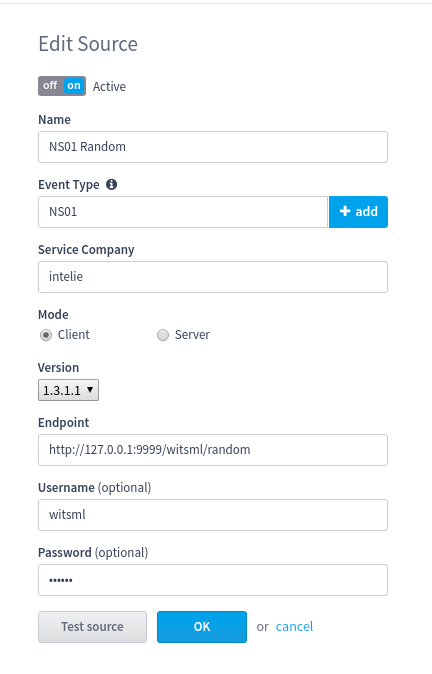 Edit Source
off on Active
Name
NS01 Random
Event Type
NS01
+ add
Service Company
intelie
Mode
Client Server
Version
1.3.1.1
Endpoint
http://127.0.0.1:9999/witsml/random
Username (optional)
witsml
Password (optional)
••••••
Test source OK or cancel